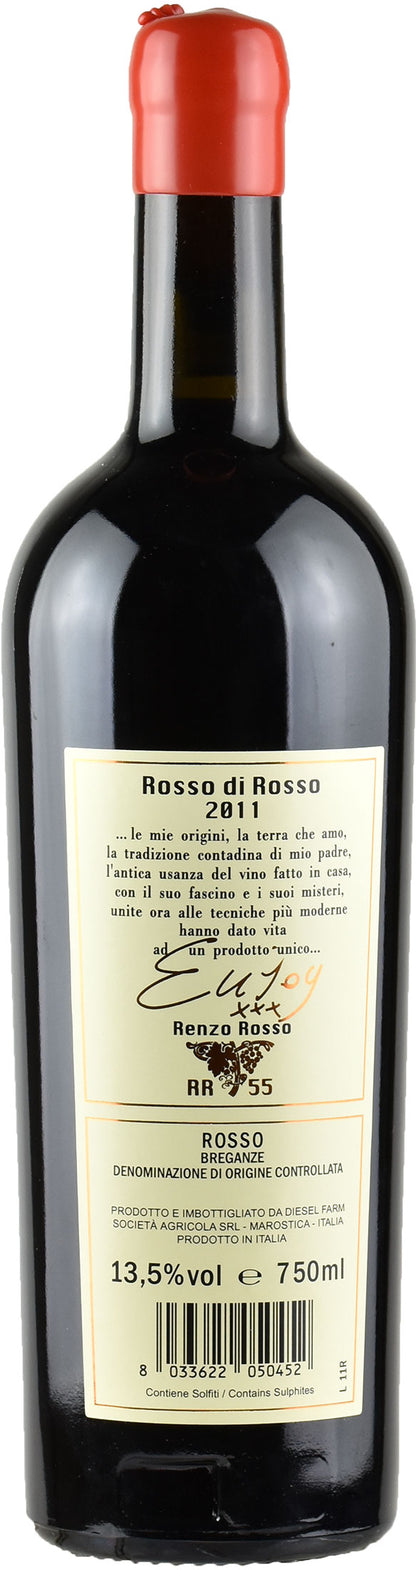 Rosso di Rosso
2011
...le mie origini, la terra che amo,
la tradizione contadina di mio padre,
l'antica usanza del vino fatto in casa,
con il suo fascino e i suoi misteri,
unite ora alle tecniche più moderne
hanno dato vita
ad un prodotto unico...
Enjoy
xxx
Renzo Rosso
RR 55
ROSSO
BREGANZE
DENOMINAZIONE DI ORIGINE CONTROLLATA
PRODOTTO E IMBOTTIGLIATO DA DIESEL FARM
SOCIETÀ AGRICOLA SRL - MAROSTICA - ITALIA
PRODOTTO IN ITALIA
13,5%vol ℮ 750ml
8 033622 050452
L 11R
Contiene Solfiti / Contains Sulphites